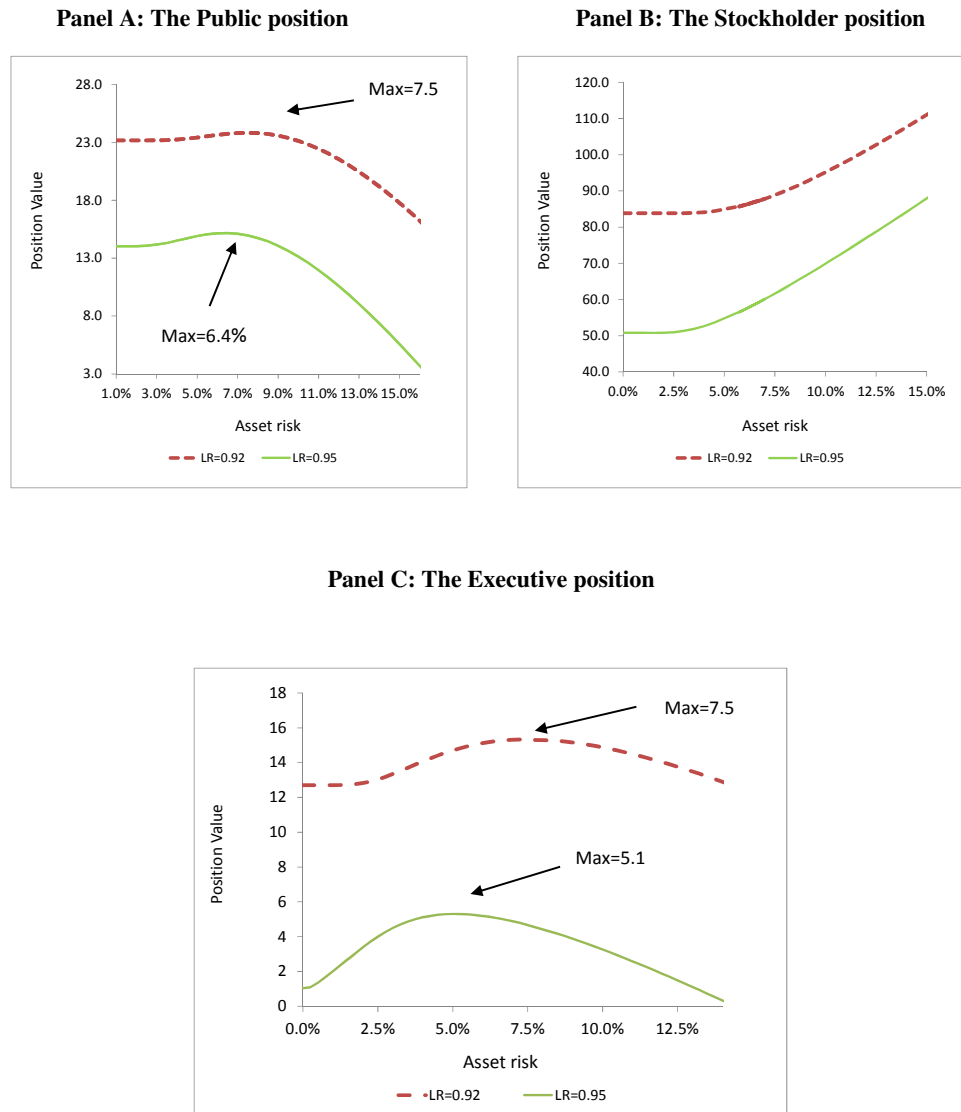 Panel A: The Public position
28.0
23.0
18.0
13.0
8.0
3.0
Position Value
Max=7.5
Max=6.4%
1.0% 3.0% 5.0% 7.0% 9.0% 11.0% 13.0% 15.0%
Asset risk
LR=0.92 LR=0.95
Panel B: The Stockholder position
120.0
110.0
100.0
90.0
80.0
70.0
60.0
50.0
40.0
Position Value
0.0% 2.5% 5.0% 7.5% 10.0% 12.5% 15.0%
Asset risk
LR=0.92 LR=0.95
Panel C: The Executive position
18
16
14
12
10
8
6
4
2
0
Position Value
Max=7.5
Max=5.1
0.0% 2.5% 5.0% 7.5% 10.0% 12.5%
Asset risk
LR=0.92 LR=0.95